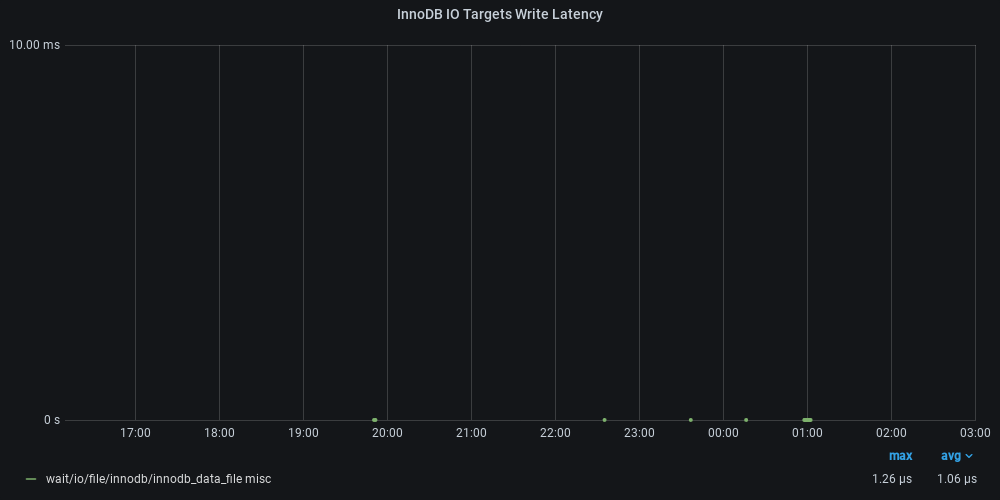 InnoDB IO Targets Write Latency
10.00 ms
0 s
17:00 18:00 19:00 20:00 21:00 22:00 23:00 00:00 01:00 02:00 03:00
max avg
wait/io/file/innodb/innodb_data_file misc 1.26 µs 1.06 µs